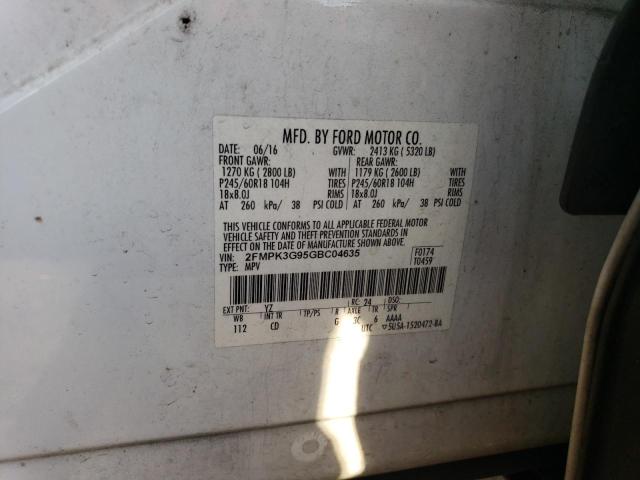 MFD. BY FORD MOTOR CO.
DATE: 06/16 GVWR: 2413 KG ( 5320 LB)
FRONT GAWR: REAR GAWR:
1270 KG ( 2800 LB) WITH 1179 KG ( 2600 LB) WITH
P245/60R18 104H TIRES P245/60R18 104H TIRES
18x8.0J RIMS 18x8.0J RIMS
AT 260 kPa/ 38 PSI COLD AT 260 kPa/ 38 PSI COLD
THIS VEHICLE CONFORMS TO ALL APPLICABLE FEDERAL MOTOR
VEHICLE SAFETY AND THEFT PREVENTION STANDARDS IN
EFFECT ON THE DATE OF MANUFACTURE SHOWN ABOVE.
VIN: 2FMPK3G95GBC04635 F0174
TYPE: MPV T0459
EXT PNT: YZ RC: 24 DSO:
WB INT TR TP/PS R AXLE TR SPR
112 CD 6 AAAA
UTC ▽5U5A-1520472-BA